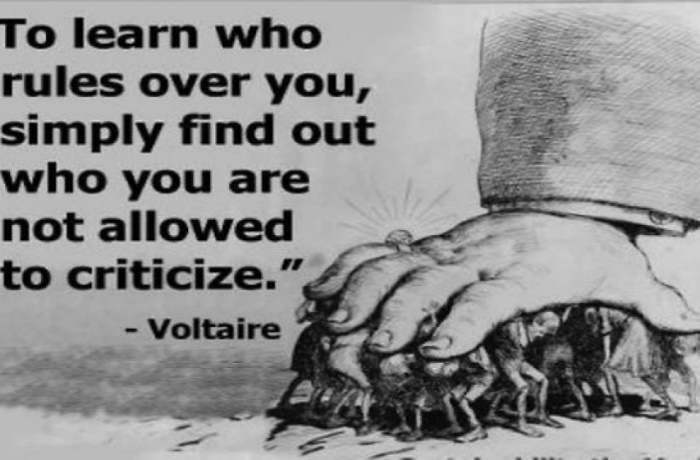 To learn who
rules over you,
simply find out
who you are
not allowed
to criticize.”
- Voltaire